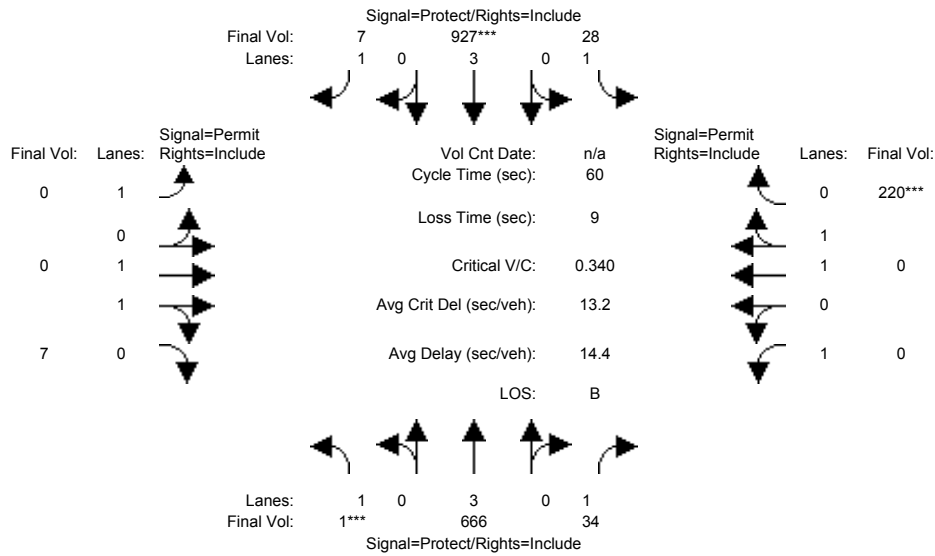 Signal=Protect/Rights=Include
Final Vol: 7 927*** 28
Lanes: 1 0 3 0 1
Signal=Permit
Rights=Include
Final Vol: Lanes:
Vol Cnt Date: n/a
Signal=Permit
Rights=Include
Lanes: Final Vol:
Cycle Time (sec): 60
0 1
0 220***
Loss Time (sec): 9
0
1
0 1
Critical V/C: 0.340
1 0
1
Avg Crit Del (sec/veh): 13.2
0
7 0
Avg Delay (sec/veh): 14.4
1 0
LOS: B
Lanes: 1 0 3 0 1
Final Vol: 1*** 666 34
Signal=Protect/Rights=Include